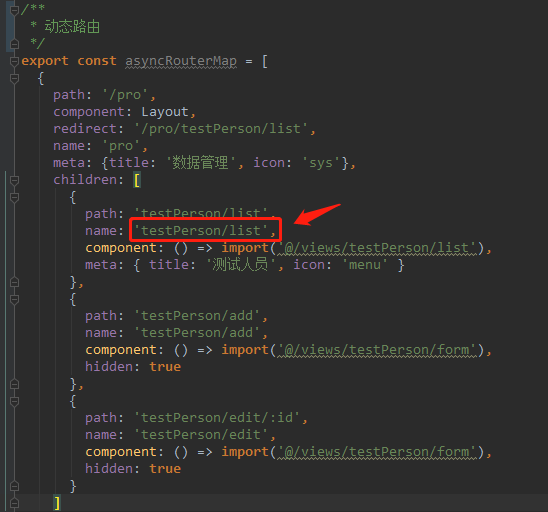 /**
 * 动态路由
 */
export const asyncRouterMap = [
  {
    path: '/pro',
    component: Layout,
    redirect: '/pro/testPerson/list',
    name: 'pro',
    meta: {title: '数据管理', icon: 'sys'},
    children: [
      {
        path: 'testPerson/list',
        name: 'testPerson/list',
        component: () => import('@/views/testPerson/list'),
        meta: { title: '测试人员', icon: 'menu' }
      },
      {
        path: 'testPerson/add',
        name: 'testPerson/add',
        component: () => import('@/views/testPerson/form'),
        hidden: true
      },
      {
        path: 'testPerson/edit/:id',
        name: 'testPerson/edit',
        component: () => import('@/views/testPerson/form'),
        hidden: true
      }
    ]